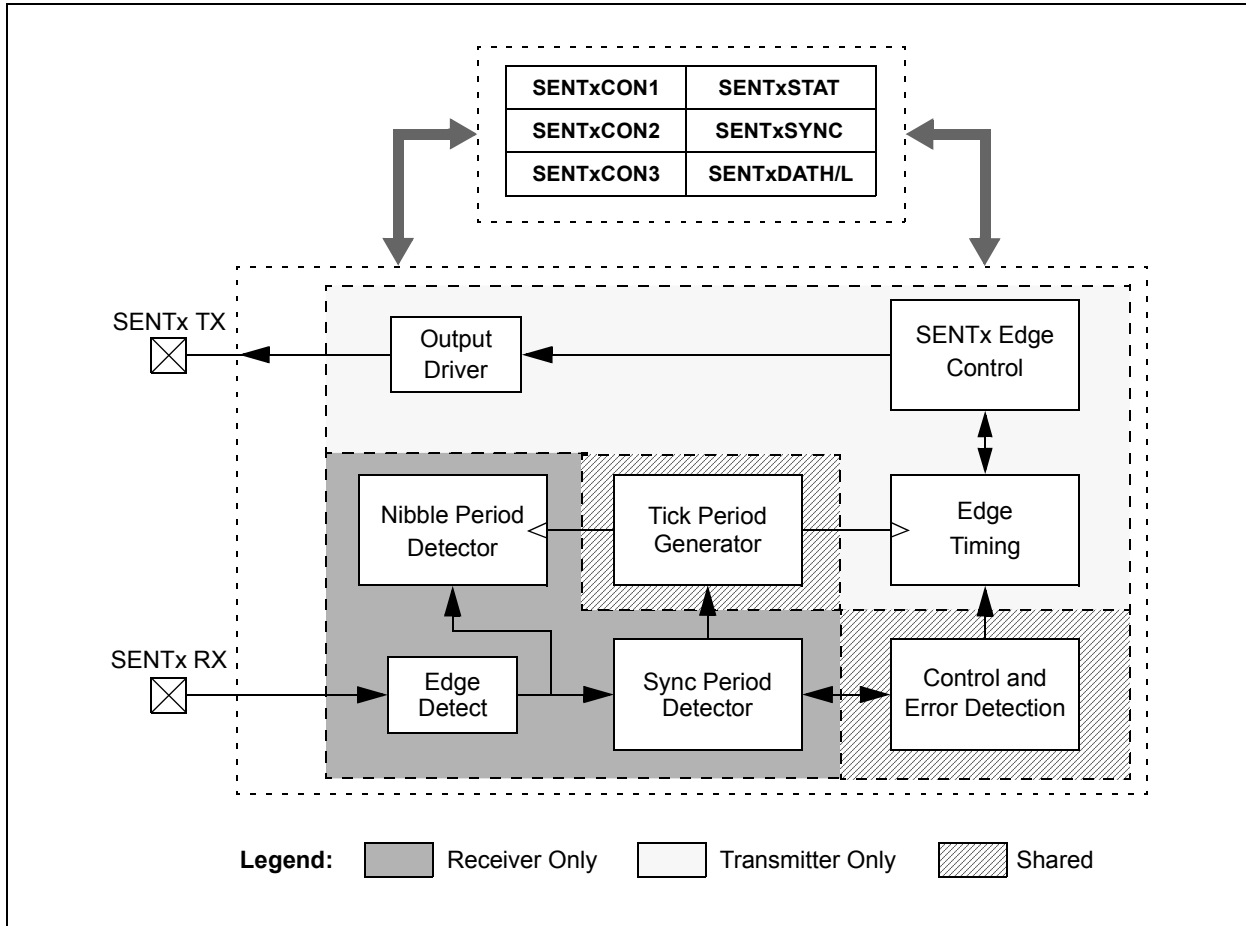 SENTxCON1 SENTxSTAT
SENTxCON2 SENTxSYNC
SENTxCON3 SENTxDATH/L
SENTx TX
Output
Driver
SENTx Edge
Control
Nibble Period
Detector
Tick Period
Generator
Edge
Timing
SENTx RX
Edge
Detect
Sync Period
Detector
Control and
Error Detection
Legend: Receiver Only Transmitter Only Shared